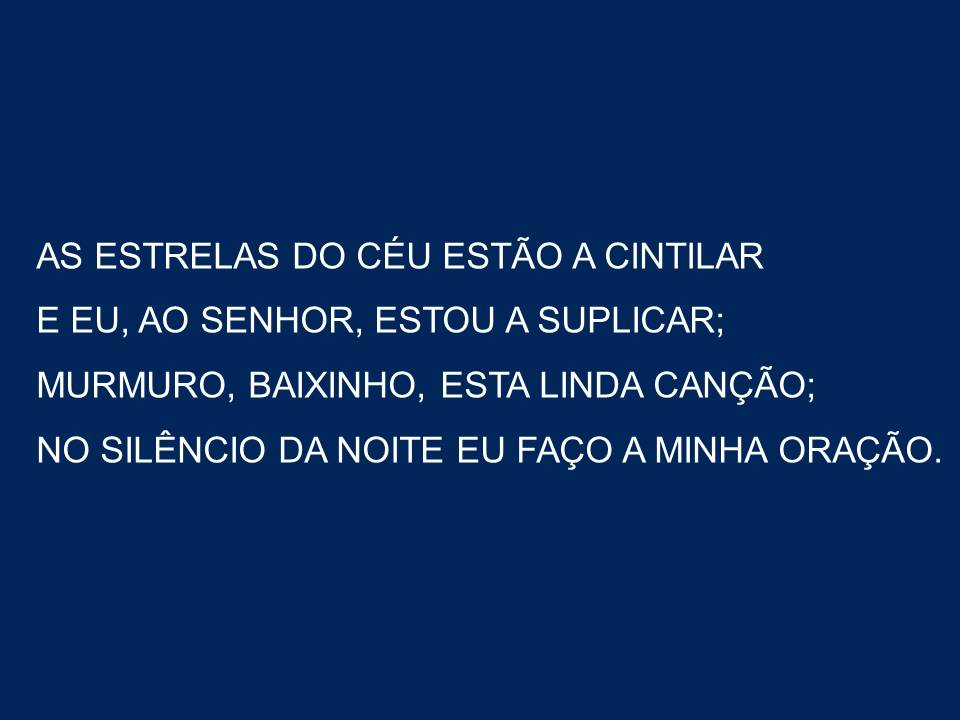 AS ESTRELAS DO CÉU ESTÃO A CINTILAR
E EU, AO SENHOR, ESTOU A SUPLICAR;
MURMURO, BAIXINHO, ESTA LINDA CANÇÃO;
NO SILÊNCIO DA NOITE EU FAÇO A MINHA ORAÇÃO.